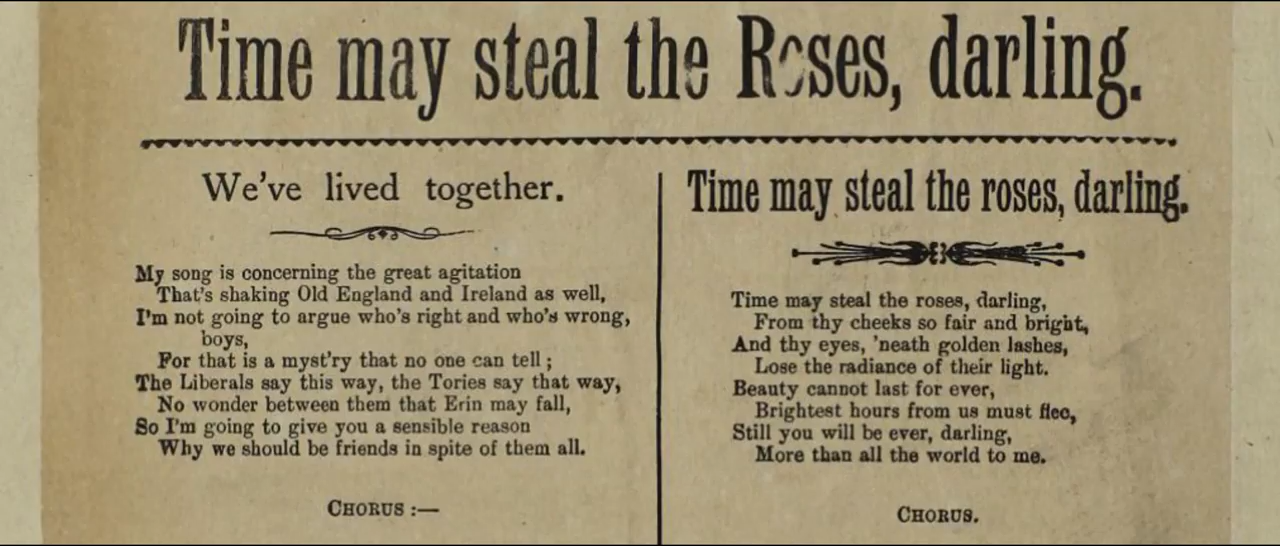 Time may steal the Roses, darling.
We've lived together.
My song is concerning the great agitation
That's shaking Old England and Ireland as well,
I'm not going to argue who's right and who's wrong,
boys,
For that is a myst'ry that no one can tell;
The Liberals say this way, the Tories say that way,
No wonder between them that Erin may fall,
So I'm going to give you a sensible reason
Why we should be friends in spite of them all.
CHORUS:—
Time may steal the roses, darling.
Time may steal the roses, darling,
From thy cheeks so fair and bright,
And thy eyes, 'neath golden lashes,
Lose the radiance of their light.
Beauty cannot last for ever,
Brightest hours from us must flee,
Still you will be ever, darling,
More than all the world to me.
CHORUS.